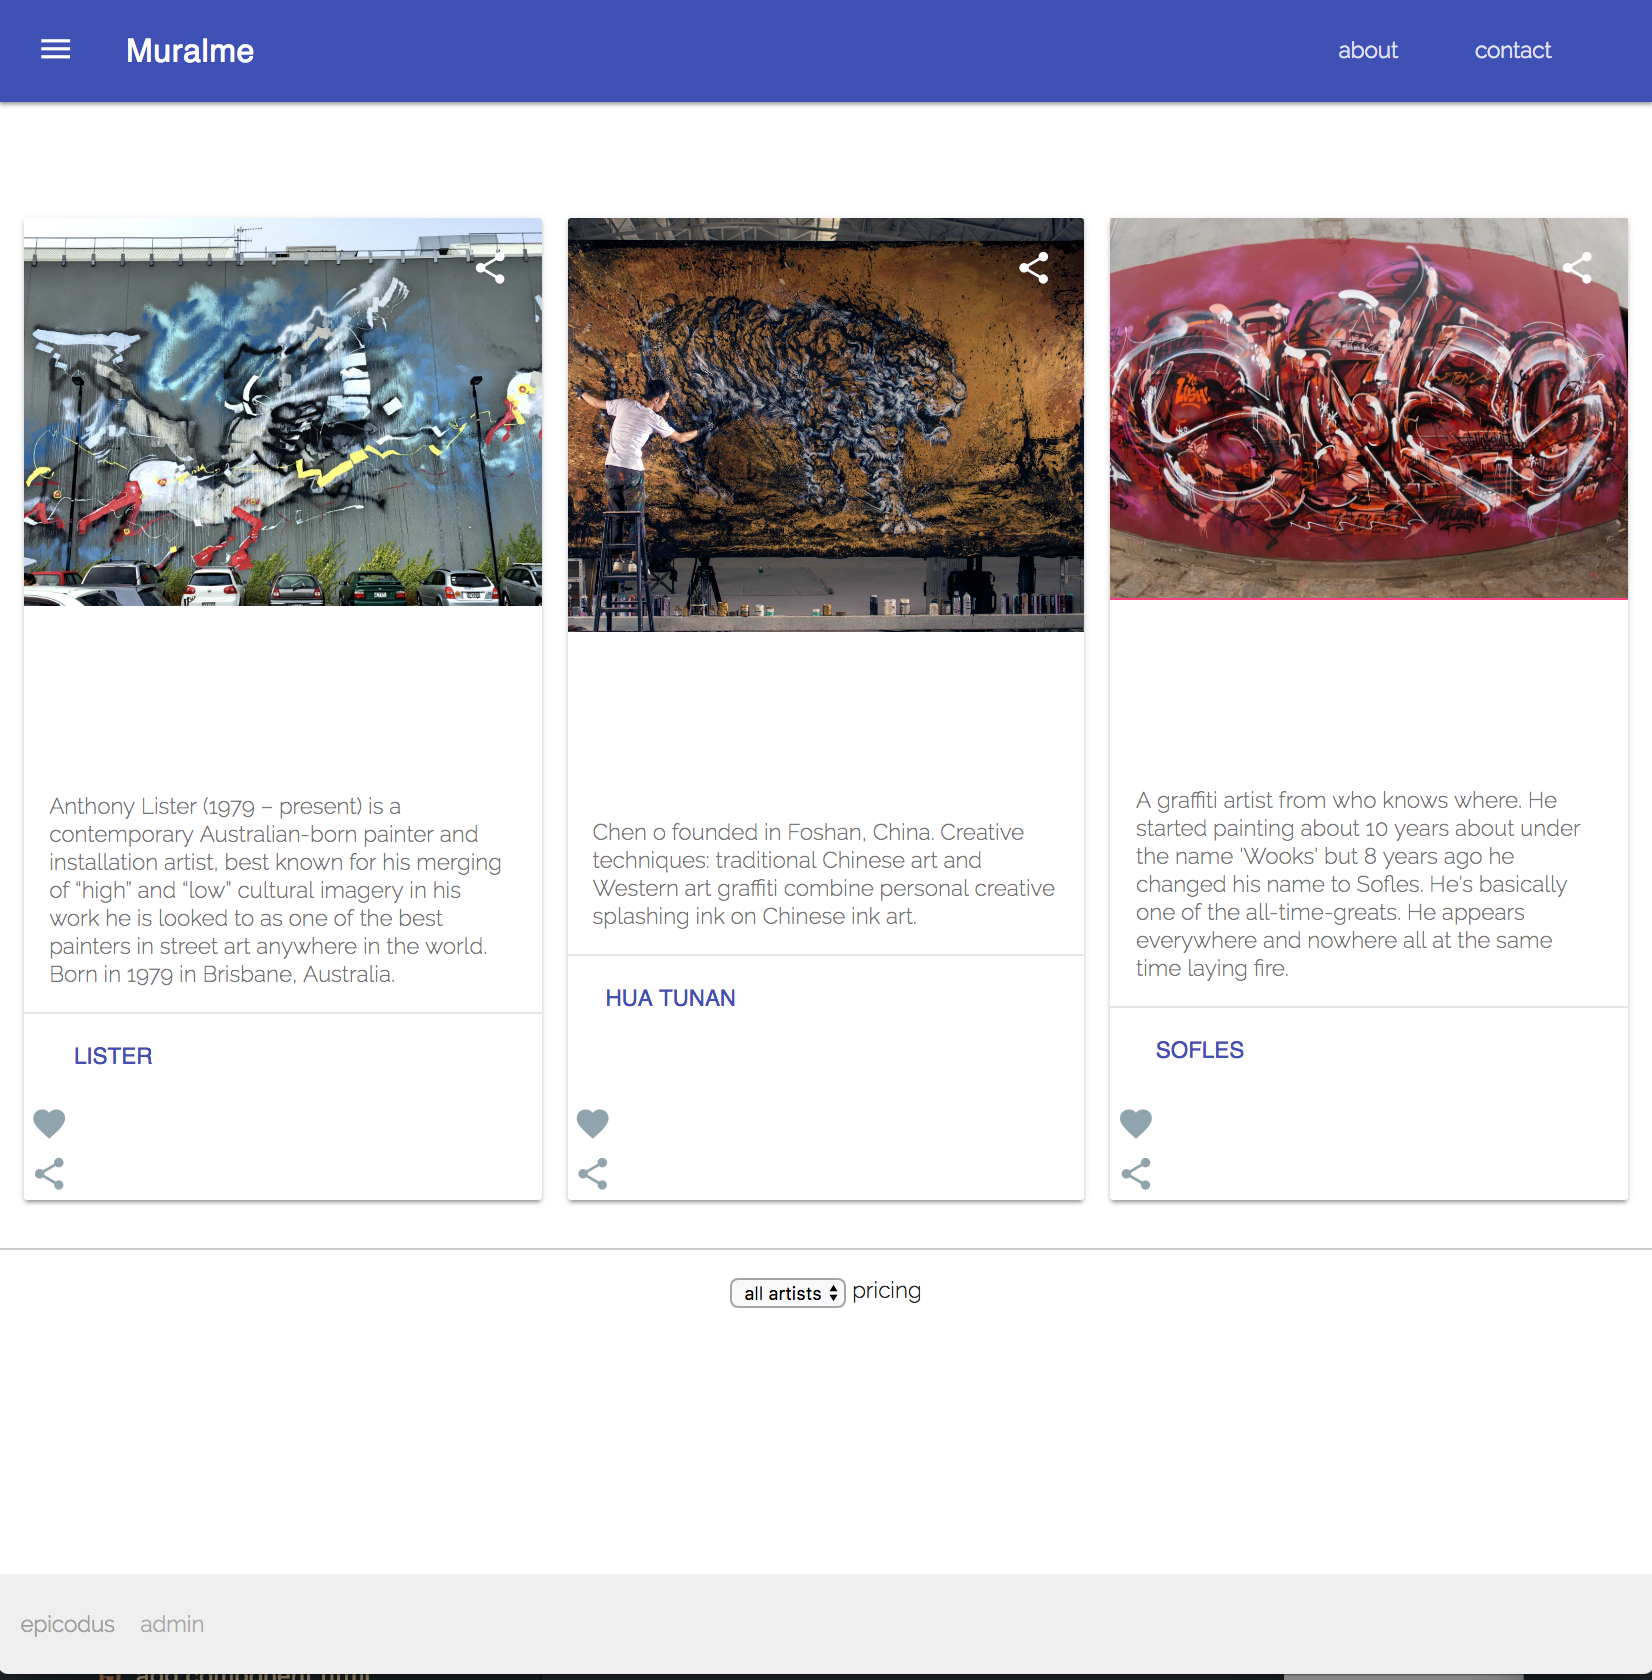 Muralme
about
contact
FOREVER
LUSH
Anthony Lister (1979 – present) is a
contemporary Australian-born painter and
installation artist, best known for his merging
of “high” and “low” cultural imagery in his
work he is looked to as one of the best
painters in street art anywhere in the world.
Born in 1979 in Brisbane, Australia.
LISTER
Chen o founded in Foshan, China. Creative
techniques: traditional Chinese art and
Western art graffiti combine personal creative
splashing ink on Chinese ink art.
HUA TUNAN
A graffiti artist from who knows where. He
started painting about 10 years about under
the name 'Wooks' but 8 years ago he
changed his name to Sofles. He's basically
one of the all-time-greats. He appears
everywhere and nowhere all at the same
time laying fire.
SOFLES
all artists
pricing
epicodus
admin